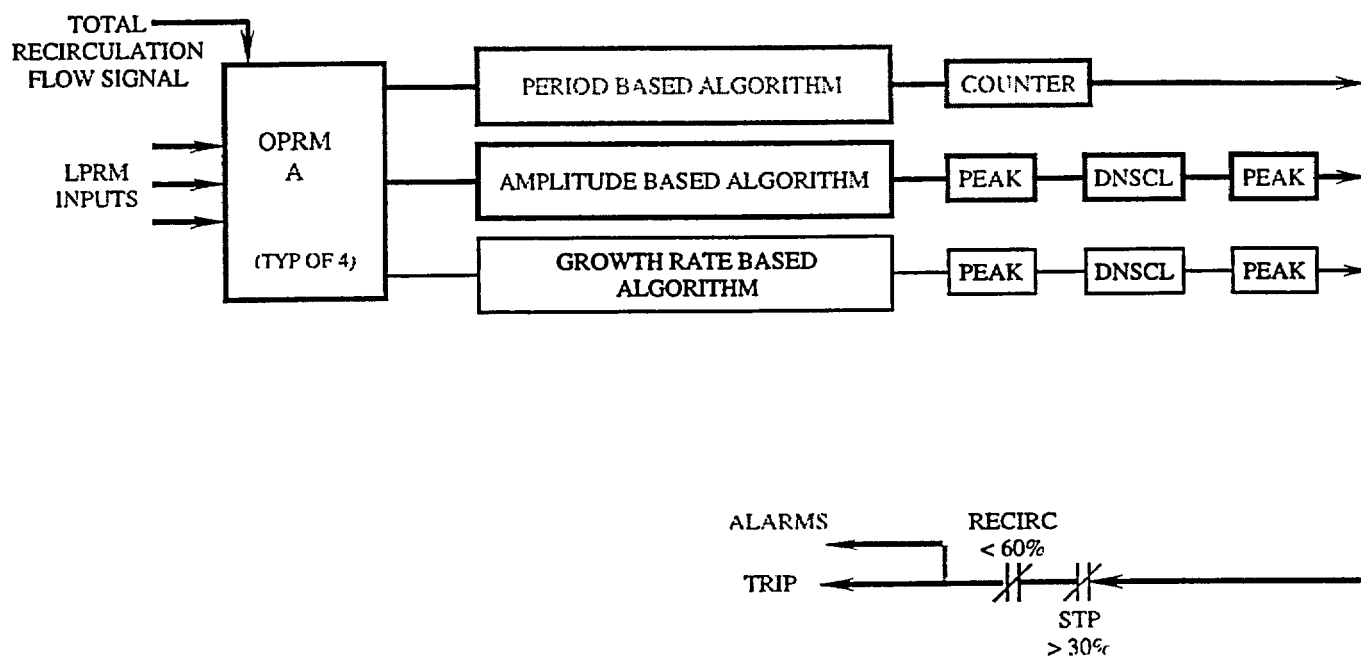 TOTAL
RECIRCULATION
FLOW SIGNAL
LPRM
INPUTS
OPRM
A
(TYP OF 4)
PERIOD BASED ALGORITHM
COUNTER
AMPLITUDE BASED ALGORITHM
PEAK
DNSCL
PEAK
GROWTH RATE BASED
ALGORITHM
PEAK
DNSCL
PEAK
ALARMS
TRIP
RECIRC
< 60%
STP
> 30%